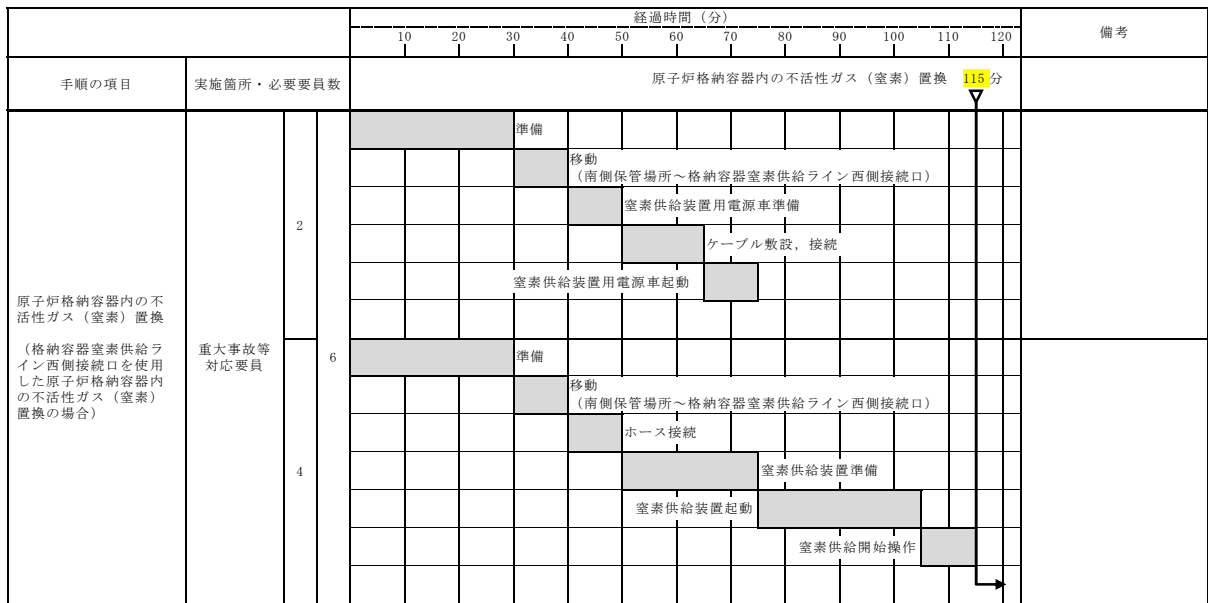 経過時間（分）
備考
10 20 30 40 50 60 70 80 90 100 110 120
手順の項目
実施箇所・必要要員数
原子炉格納容器内の不活性ガス（窒素）置換 115分
原子炉格納容器内の不
活性ガス（窒素）置換
（格納容器窒素供給ラ
イン西側接続口を使用
した原子炉格納容器内
の不活性ガス（窒素）
置換の場合）
重大事故等
対応要員
6
2
準備
移動
（南側保管場所～格納容器窒素供給ライン西側接続口）
窒素供給装置用電源車準備
ケーブル敷設，接続
窒素供給装置用電源車起動
4
準備
移動
（南側保管場所～格納容器窒素供給ライン西側接続口）
ホース接続
窒素供給装置準備
窒素供給装置起動
窒素供給開始操作